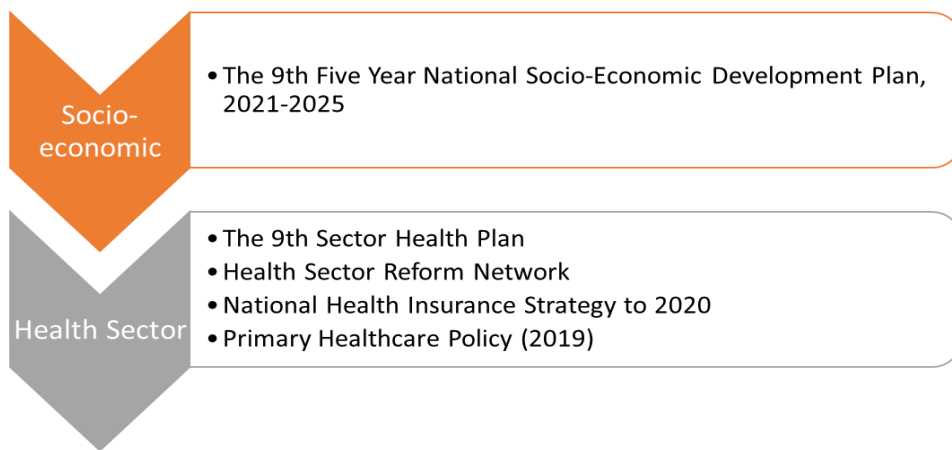 Socio-
economic
• The 9th Five Year National Socio-Economic Development Plan,
2021-2025
Health Sector
• The 9th Sector Health Plan
• Health Sector Reform Network
• National Health Insurance Strategy to 2020
• Primary Healthcare Policy (2019)